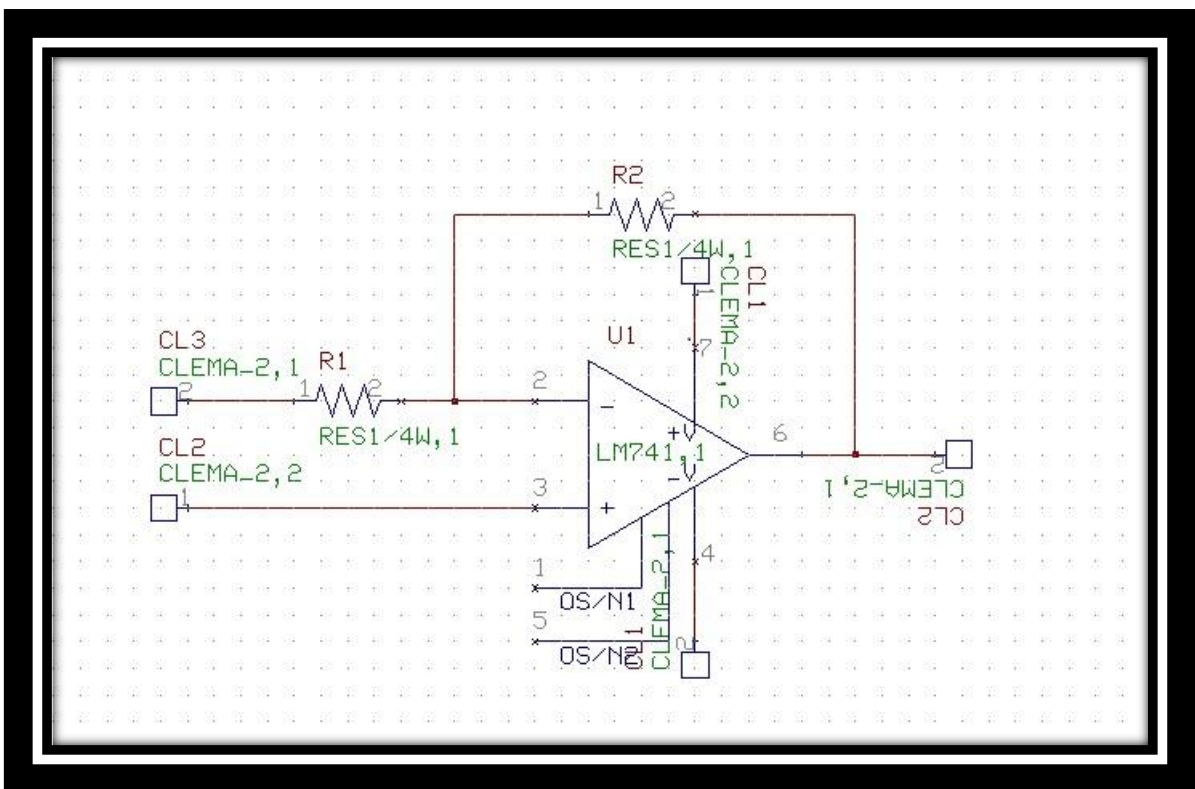 R2
1 2
RES1/4W,1
CL1
CLEMA-2,2
1
7
U1
CL3
CLEMA-2,1
2
R1
1 2
RES1/4W,1
2
-
CL2
CLEMA-2,2
1
3
+
LM741,1
+
-
6
2
CLEMA-2,1
CL2
4
1
OS/N1
5
OS/N2
CL1
CLEMA-2,1
2